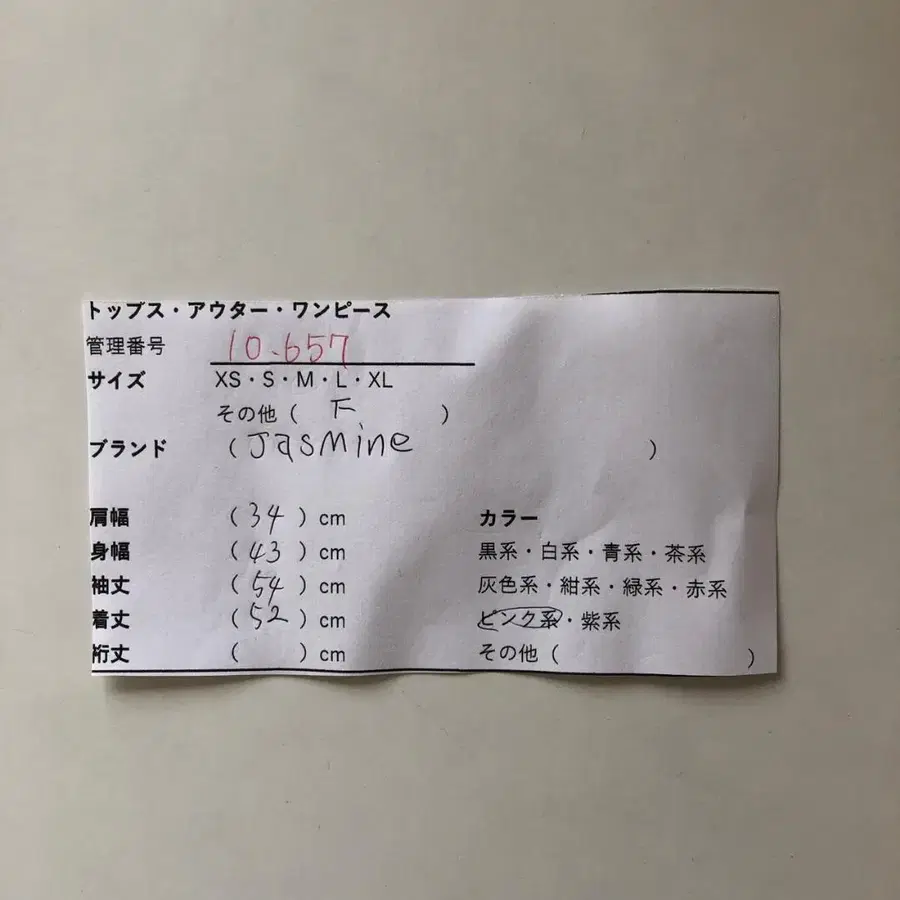 トップス・アウター・ワンピース
管理番号 10.657
サイズ XS・S・M・L・XL
その他（ F ）
ブランド （Jasmine ）
肩幅 （34）cm カラー
身幅 （43）cm 黒系・白系・青系・茶系
袖丈 （54）cm 灰色系・紺系・緑系・赤系
着丈 （52）cm ピンク系・紫系
裄丈 （ ）cm その他（ ）